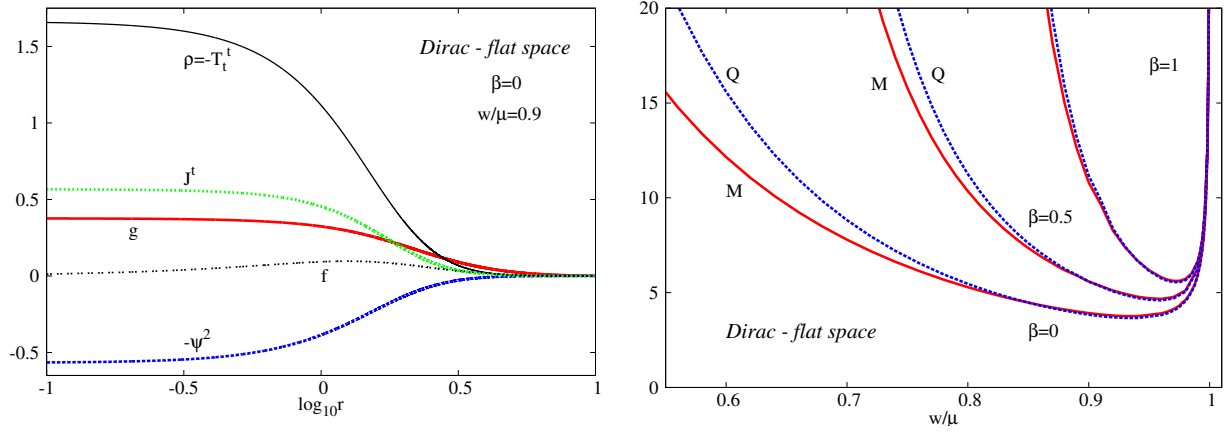 Dirac - flat space
ρ=-T_t^t
β=0
w/μ=0.9
J^t
g
f
-ψ^2
1.5
1
0.5
0
-0.5
-1
-0.5
0
0.5
1
log_10 r
20
15
10
5
0
Q
M
Q
M
β=1
M
β=0.5
Dirac - flat space
β=0
0.6
0.7
0.8
0.9
1
w/μ